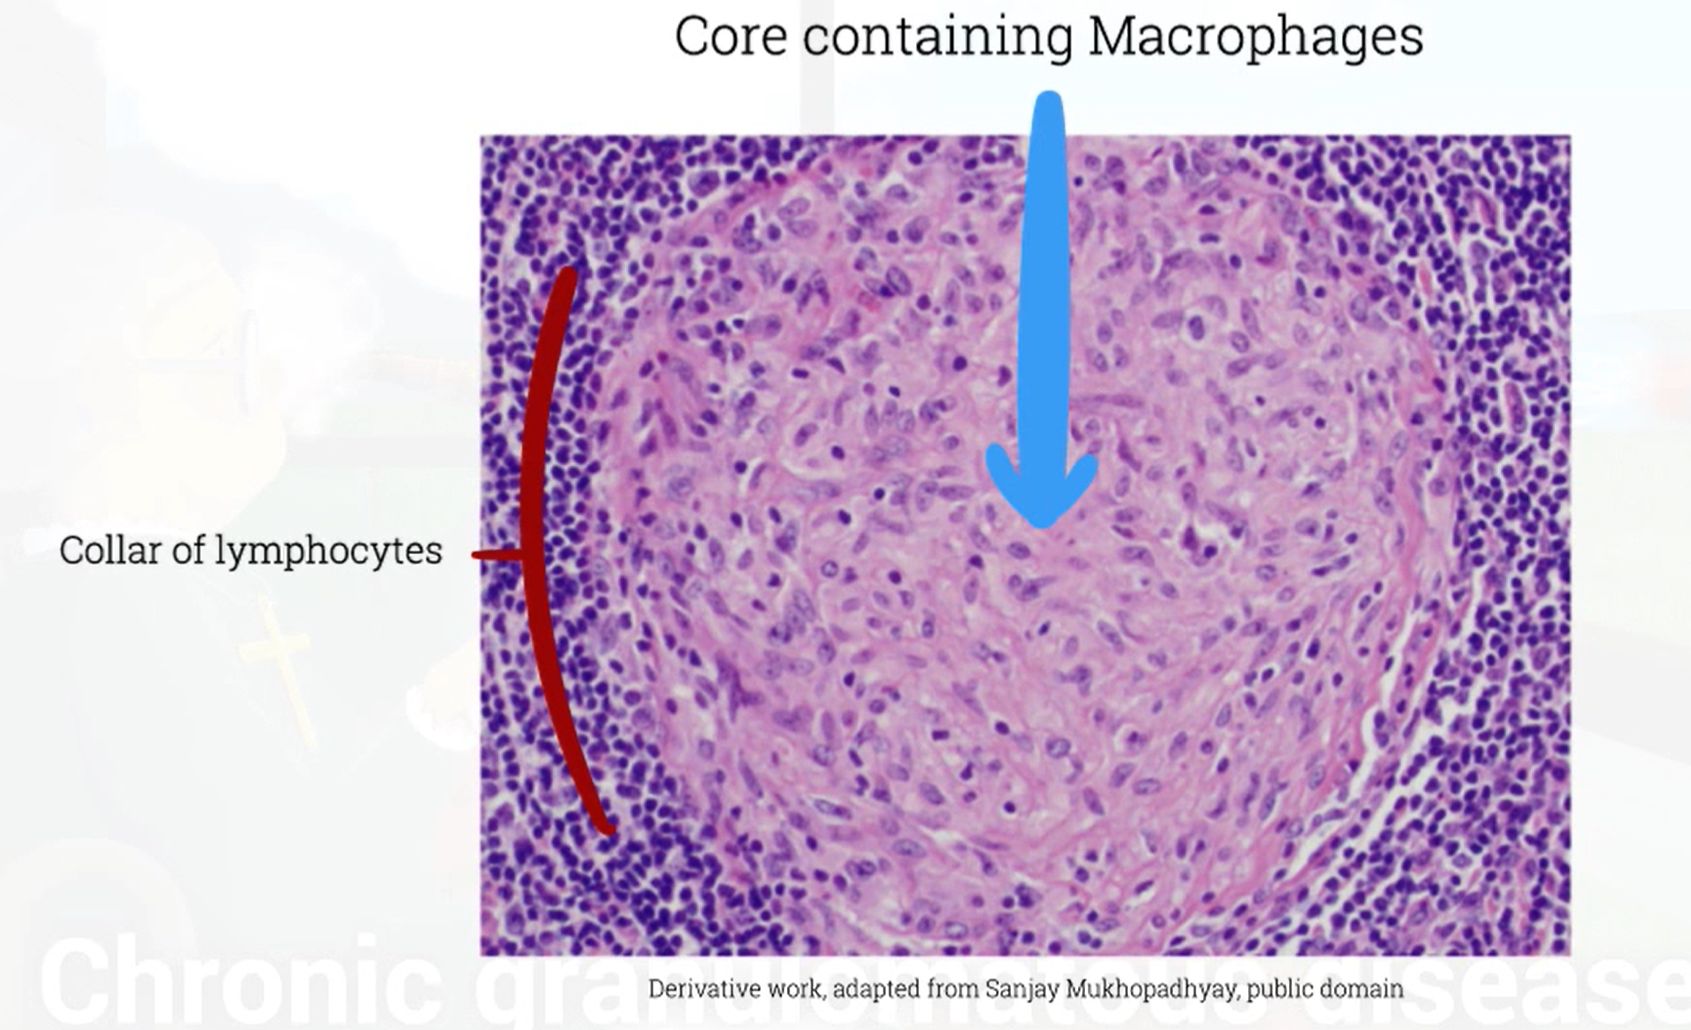 Core containing Macrophages
Collar of lymphocytes
Chronic granulomatous disease
Derivative work, adapted from Sanjay Mukhopadhyay, public domain